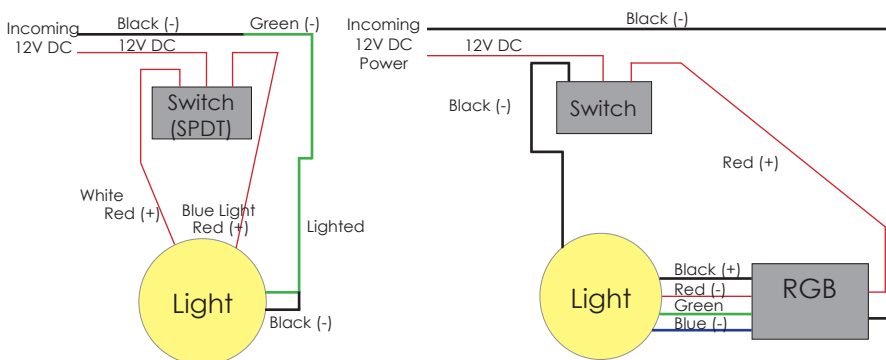 Incoming
12V DC
Black (-)
Green (-)
12V DC
Switch
(SPDT)
White
Red (+)
Blue Light
Red (+)
Lighted
Light
Black (-)
Incoming
12V DC
Power
Black (-)
12V DC
Black (-)
Switch
Red (+)
Light
Black (+)
Red (-)
Green
Blue (-)
RGB